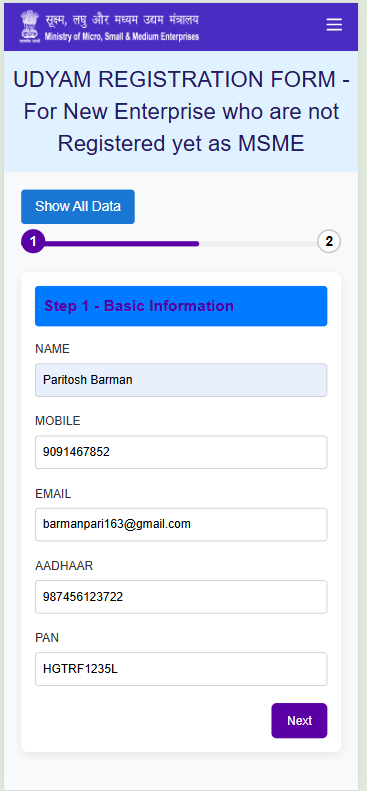 सूक्ष्म, लघु और मध्यम उद्यम मंत्रालय
Ministry of Micro, Small & Medium Enterprises
UDYAM REGISTRATION FORM -
For New Enterprise who are not
Registered yet as MSME
Show All Data
1
2
Step 1 - Basic Information
NAME
Paritosh Barman
MOBILE
9091467852
EMAIL
barmanpari163@gmail.com
AADHAAR
987456123722
PAN
HGTRF1235L
Next